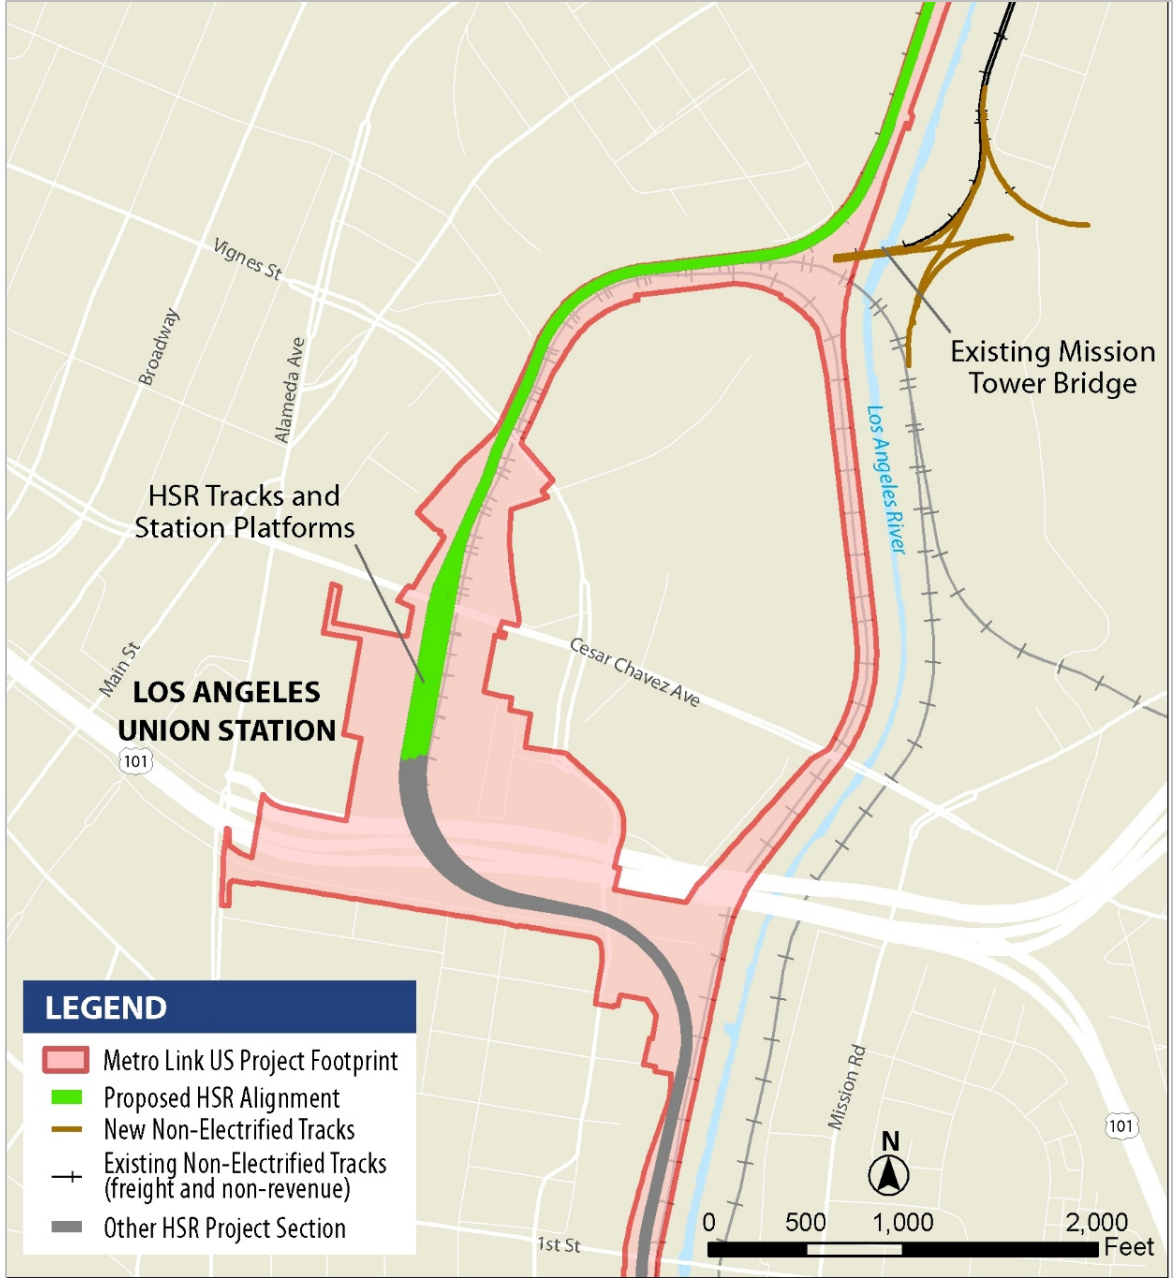 Vignes St
Broadway
Alameda Ave
Existing Mission
Tower Bridge
Los Angeles River
HSR Tracks and
Station Platforms
Cesar Chavez Ave
Main St
LOS ANGELES
UNION STATION
101
LEGEND
Metro Link US Project Footprint
Proposed HSR Alignment
New Non-Electrified Tracks
Existing Non-Electrified Tracks
(freight and non-revenue)
Other HSR Project Section
Mission Rd
101
1st St
N
0 500 1,000 2,000
Feet